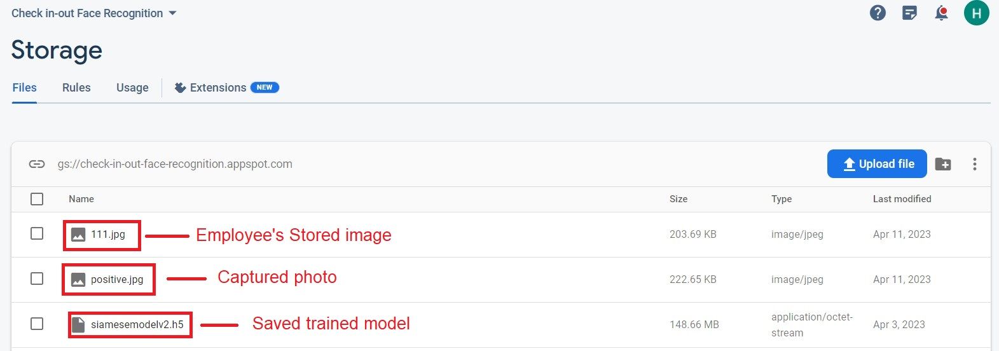 Check in-out Face Recognition
H
Storage
Files Rules Usage Extensions NEW
gs://check-in-out-face-recognition.appspot.com Upload file
Name Size Type Last modified
111.jpg Employee's Stored image 203.69 KB image/jpeg Apr 11, 2023
positive.jpg Captured photo 222.65 KB image/jpeg Apr 11, 2023
siamesemodelv2.h5 Saved trained model 148.66 MB application/octet-
stream Apr 3, 2023